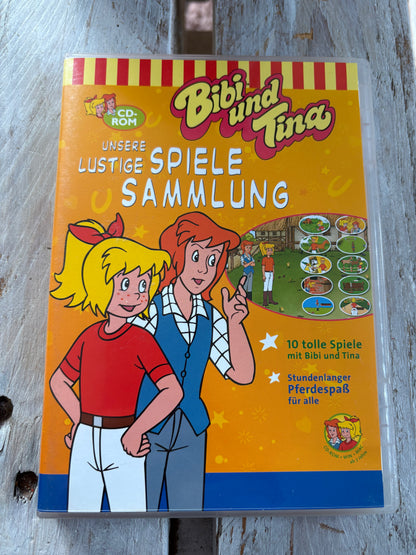 Bibi
und
Tina
CD-
ROM
UNSERE
LUSTIGE SPIELE
SAMMLUNG
10 tolle Spiele
mit Bibi und Tina
Stundenlanger
Pferdespaß
für alle